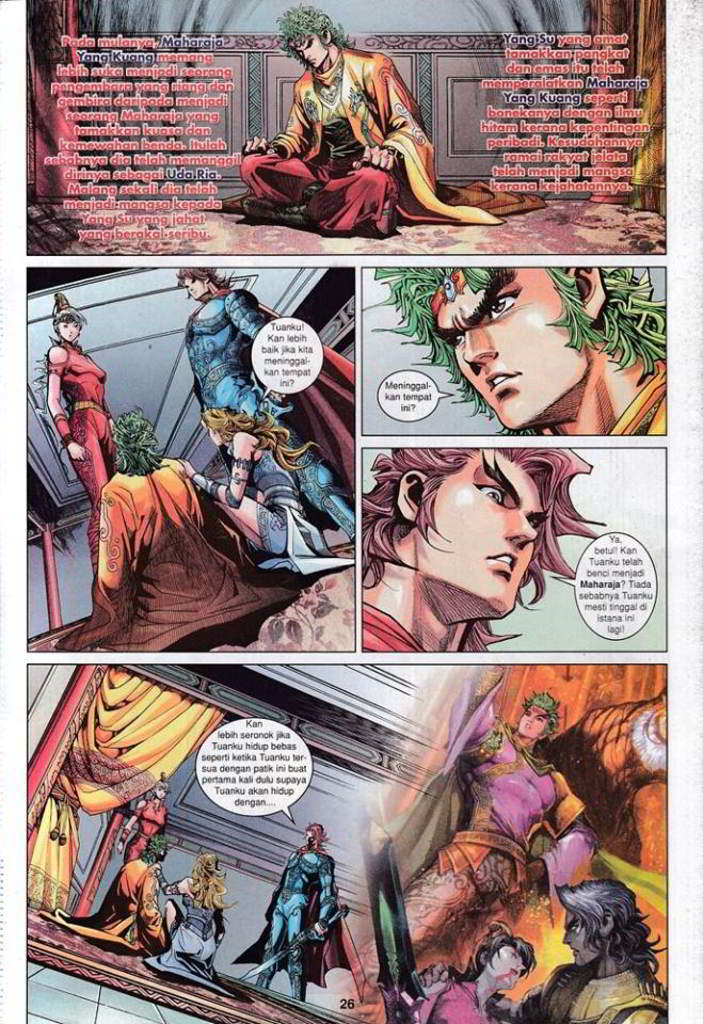 Pada mulanya, Maharaja
Yang Kuang memang
lebih suka menjadi seorang
pengembara yang riang dan
gembira daripada menjadi
seorang Maharaja yang
tamakkan kuasa dan
kemewahan benda. Itulah
sebabnya dia telah memanggil
dirinya sebagai Uda Ria.
Malang sekali dia telah
menjadi mangsa kepada
Yang Su yang jahat
yang berakal seribu.
Yang Su yang amat
tamakkan pangkat
dan emas itu telah
memperalatkan Maharaja
Yang Kuang seperti
bonekanya dengan ilmu
hitam kerana kepentingan
peribadi. Kesudahannya
ramai rakyat jelata
telah menjadi mangsa
kerana kejahatannya.
Tuanku!
Kan lebih
baik jika kita
meninggal-
kan tempat
ini?
Meninggal-
kan tempat
ini?
Ya,
betul! Kan
Tuanku telah
benci menjadi
Maharaja? Tiada
sebabnya Tuanku
mesti tinggal di
istana ini
lagi!
Kan
lebih seronok jika
Tuanku hidup bebas
seperti ketika Tuanku ter-
sua dengan patik ini buat
pertama kali dulu supaya
Tuanku akan hidup
dengan....
26